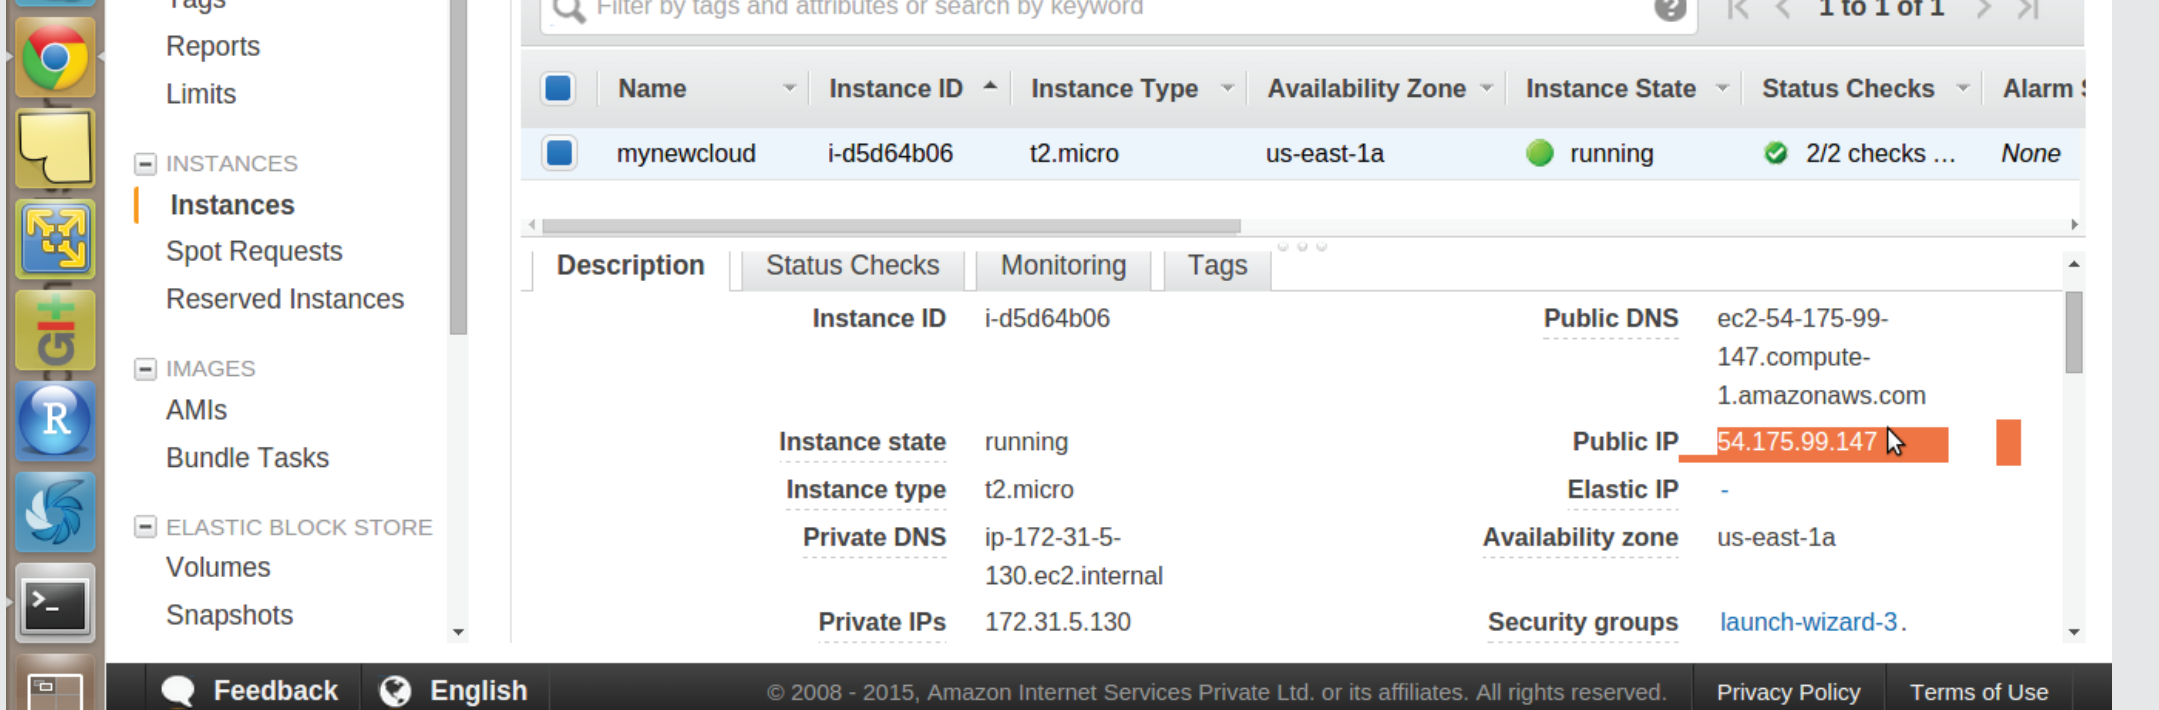 Tags
Filter by tags and attributes or search by keyword
1 to 1 of 1
Reports
Limits
Name Instance ID Instance Type Availability Zone Instance State Status Checks Alarm S
mynewcloud i-d5d64b06 t2.micro us-east-1a running 2/2 checks … None
INSTANCES
Instances
Spot Requests
Reserved Instances
IMAGES
AMIs
Bundle Tasks
ELASTIC BLOCK STORE
Volumes
Snapshots
Description Status Checks Monitoring Tags
Instance ID i-d5d64b06
Public DNS ec2-54-175-99-
147.compute-
1.amazonaws.com
Instance state running
Public IP 54.175.99.147
Instance type t2.micro
Elastic IP -
Private DNS ip-172-31-5-
130.ec2.internal
Availability zone us-east-1a
Private IPs 172.31.5.130
Security groups launch-wizard-3.
GIt
R
>_
Feedback English © 2008 - 2015, Amazon Internet Services Private Ltd. or its affiliates. All rights reserved. Privacy Policy Terms of Use